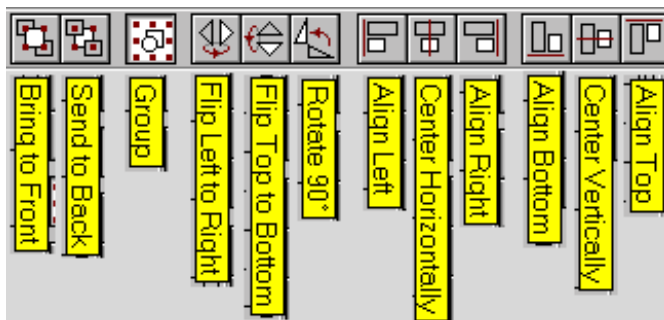 Bring to Front
Send to Back
Group
Flip Left to Right
Flip Top to Bottom
Rotate 90°
Align Left
Center Horizontally
Align Right
Align Bottom
Center Vertically
Align Top